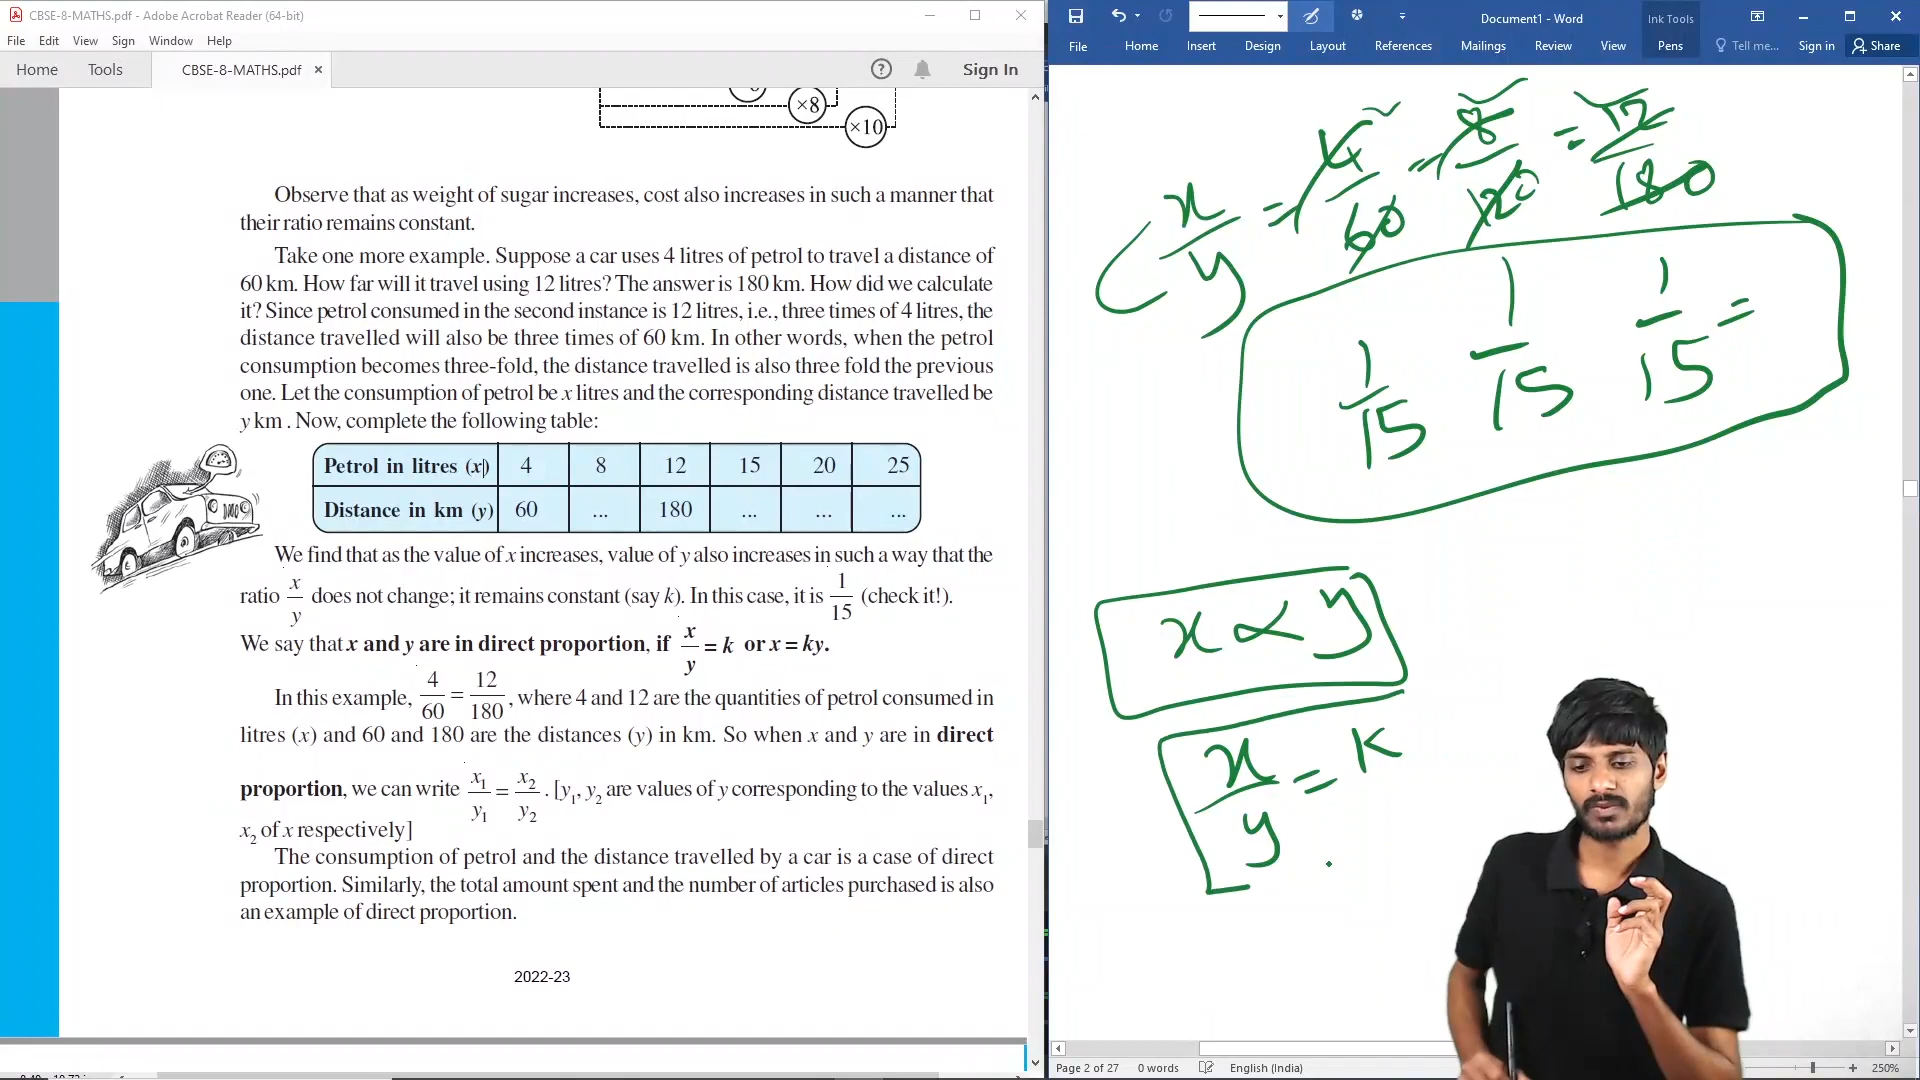 CBSE-8-MATHS.pdf - Adobe Acrobat Reader (64-bit)
File Edit View Sign Window Help
Home Tools CBSE-8-MATHS.pdf × Sign In
×8
×10
Observe that as weight of sugar increases, cost also increases in such a manner that
their ratio remains constant.
Take one more example. Suppose a car uses 4 litres of petrol to travel a distance of
60 km. How far will it travel using 12 litres? The answer is 180 km. How did we calculate
it? Since petrol consumed in the second instance is 12 litres, i.e., three times of 4 litres, the
distance travelled will also be three times of 60 km. In other words, when the petrol
consumption becomes three-fold, the distance travelled is also three fold the previous
one. Let the consumption of petrol be x litres and the corresponding distance travelled be
y km . Now, complete the following table:
Petrol in litres (x) 4 8 12 15 20 25
Distance in km (y) 60 ... 180 ... ... ...
We find that as the value of x increases, value of y also increases in such a way that the
ratio x/y does not change; it remains constant (say k). In this case, it is 1/15 (check it!).
We say that x and y are in direct proportion, if x/y = k or x = ky.
In this example, 4/60 = 12/180, where 4 and 12 are the quantities of petrol consumed in
litres (x) and 60 and 180 are the distances (y) in km. So when x and y are in direct
proportion, we can write x₁/y₁ = x₂/y₂. [y₁, y₂ are values of y corresponding to the values x₁,
x₂ of x respectively]
The consumption of petrol and the distance travelled by a car is a case of direct
proportion. Similarly, the total amount spent and the number of articles purchased is also
an example of direct proportion.
2022-23
Document1 - Word
Ink Tools
File Home Insert Design Layout References Mailings Review View Pens Tell me... Sign in Share
x/y = 4/60 = 8/120 = 12/180
1/15 1/15 1/15 =
x ∝ y
x/y = K
Page 2 of 27 0 words English (India) 250%